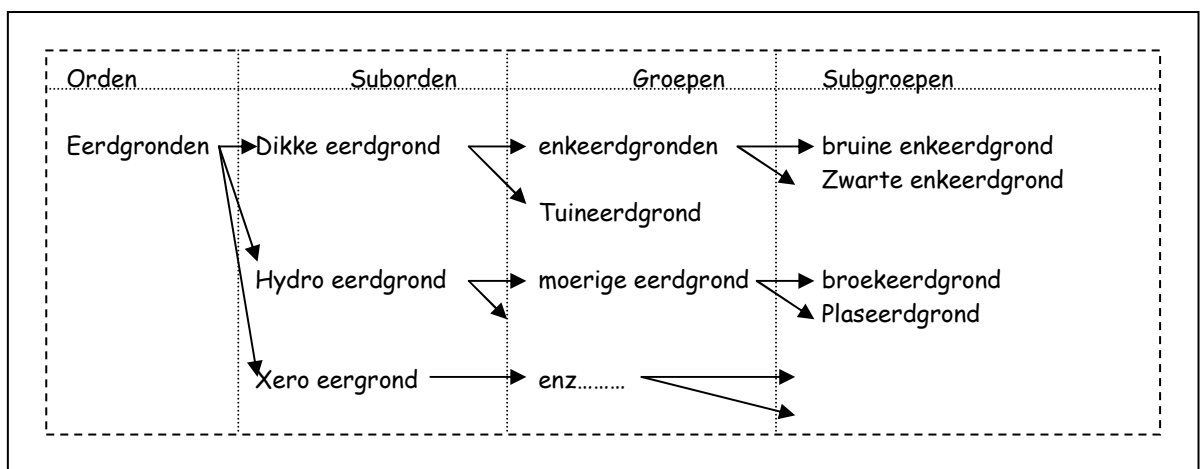 Orden Suborden Groepen Subgroepen
Eerdgronden Dikke eerdgrond enkeerdgronden bruine enkeerdgrond
Zwarte enkeerdgrond
Tuineerdgrond
Hydro eerdgrond moerige eerdgrond broekeerdgrond
Plaseerdgrond
Xero eergrond enz………